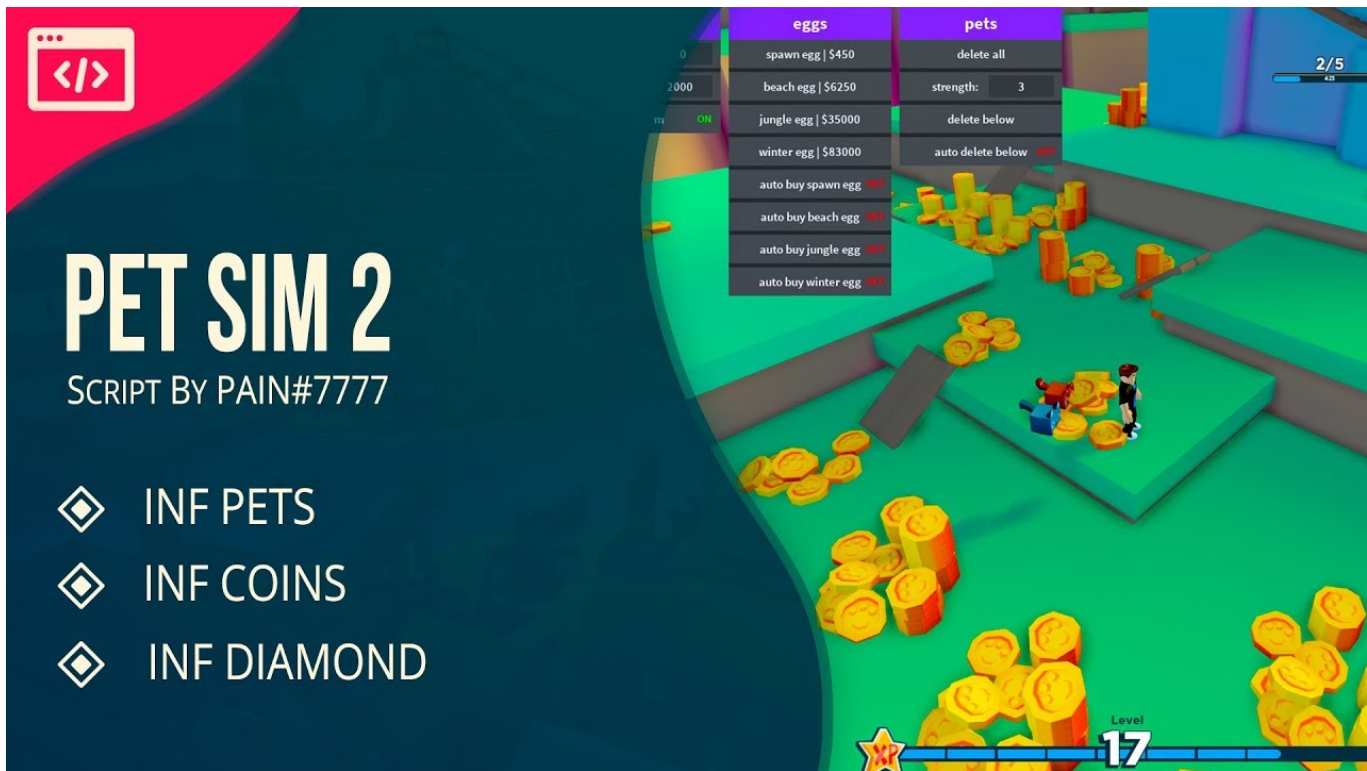 </>
PET SIM 2
SCRIPT BY PAIN#7777
INF PETS
INF COINS
INF DIAMOND
2000
ON
eggs
spawn egg | $450
beach egg | $6250
jungle egg | $35000
winter egg | $83000
auto buy spawn egg
auto buy beach egg
auto buy jungle egg
auto buy winter egg
pets
delete all
strength: 3
delete below
auto delete below
2/5
XP
Level
17